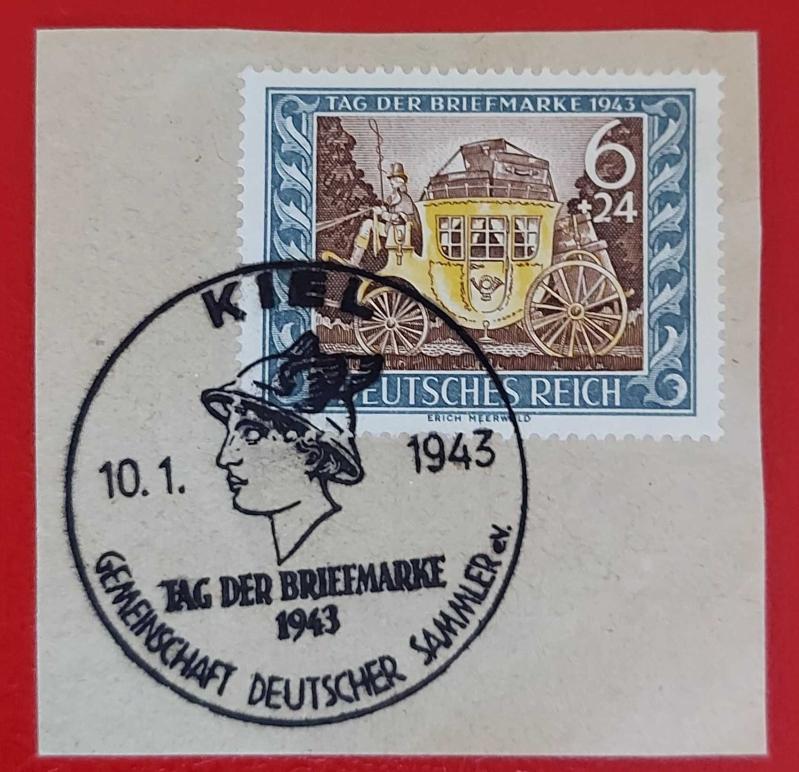 TAG DER BRIEFMARKE 1943
6
+24
DEUTSCHES REICH
ERICH MEERWALD
KIEL
10.1. 1943
TAG DER BRIEFMARKE
1943
GEMEINSCHAFT DEUTSCHER SAMMLER e.V.